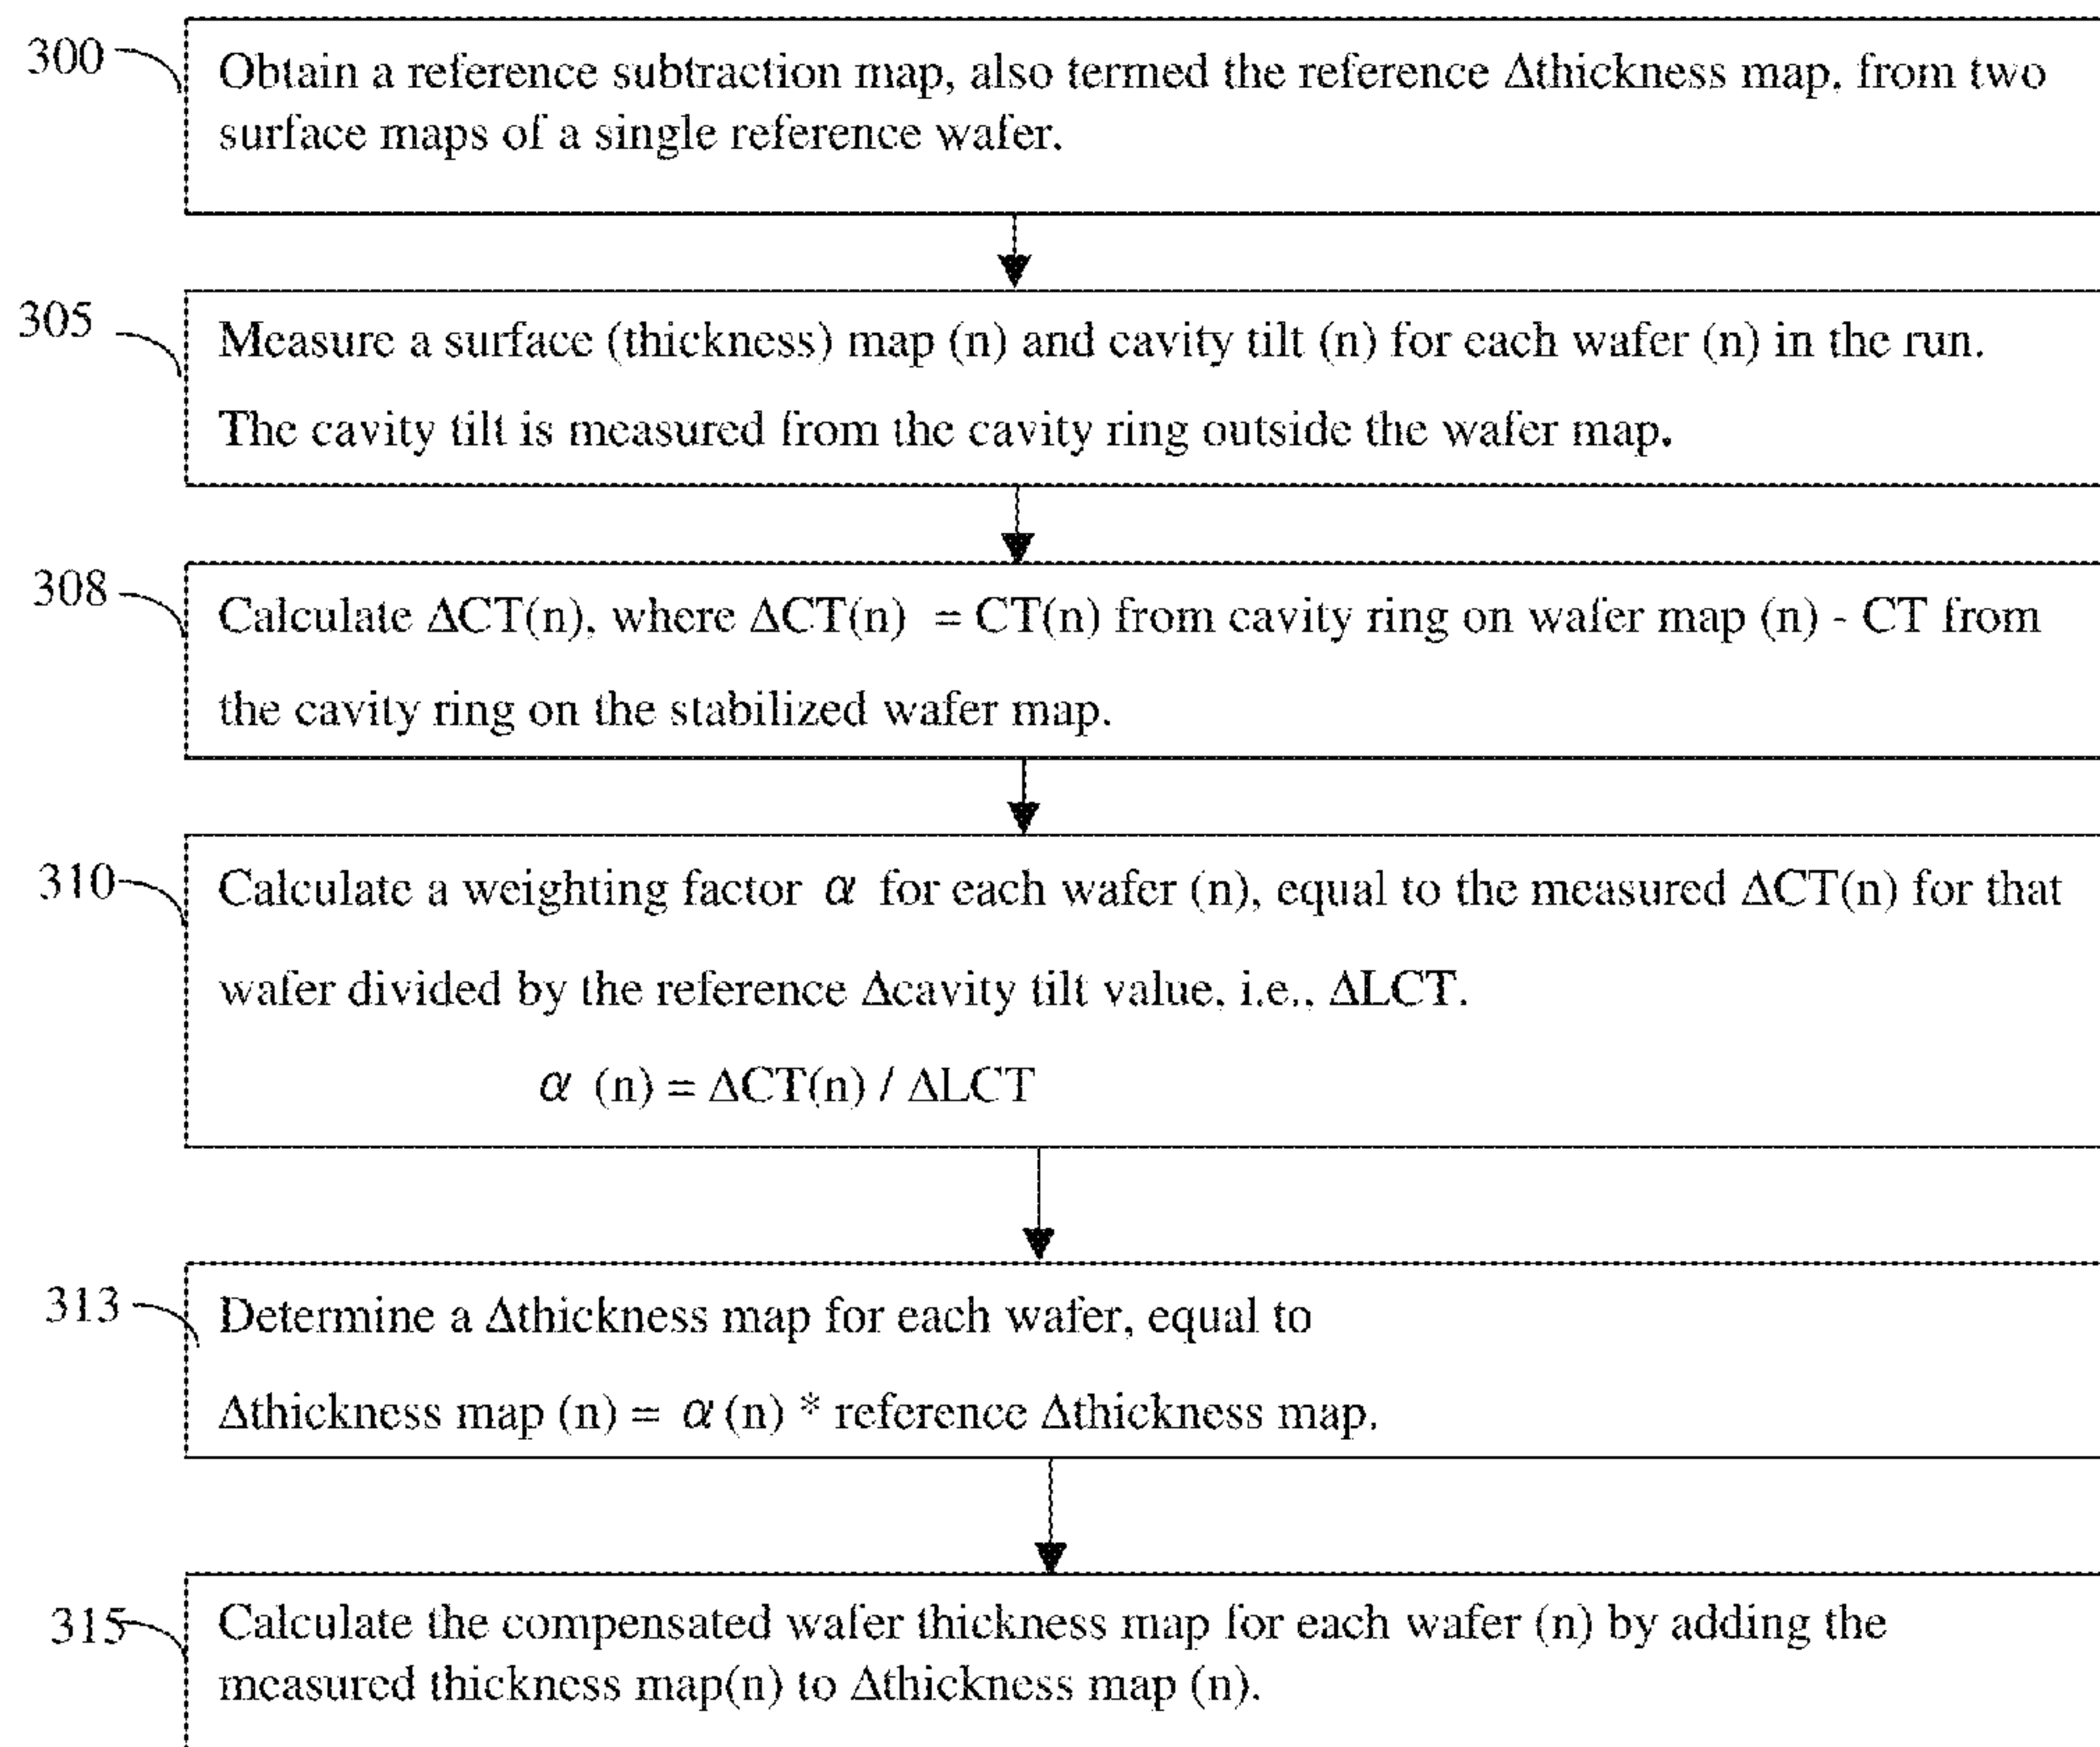 300
Obtain a reference subtraction map, also termed the reference Δthickness map, from two
surface maps of a single reference wafer.
305
Measure a surface (thickness) map (n) and cavity tilt (n) for each wafer (n) in the run.
The cavity tilt is measured from the cavity ring outside the wafer map.
308
Calculate ΔCT(n), where ΔCT(n) = CT(n) from cavity ring on wafer map (n) - CT from
the cavity ring on the stabilized wafer map.
310
Calculate a weighting factor α for each wafer (n), equal to the measured ΔCT(n) for that
wafer divided by the reference Δcavity tilt value, i.e., ΔLCT.
α (n) = ΔCT(n) / ΔLCT
313
Determine a Δthickness map for each wafer, equal to
Δthickness map (n) = α (n) * reference Δthickness map.
315
Calculate the compensated wafer thickness map for each wafer (n) by adding the
measured thickness map(n) to Δthickness map (n).